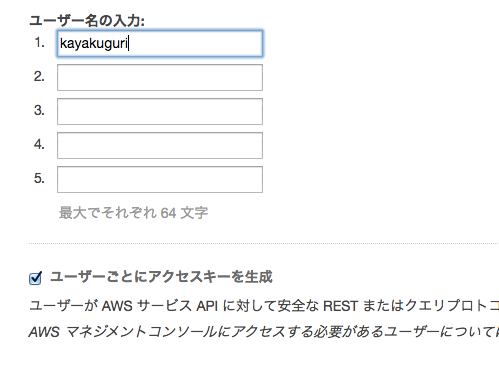 ユーザー名の入力:
1. kayakuguri
2.
3.
4.
5.
最大でそれぞれ 64 文字
ユーザーごとにアクセスキーを生成
ユーザーが AWS サービス API に対して安全な REST またはクエリプロトコ
AWS マネジメントコンソールにアクセスする必要があるユーザーについては